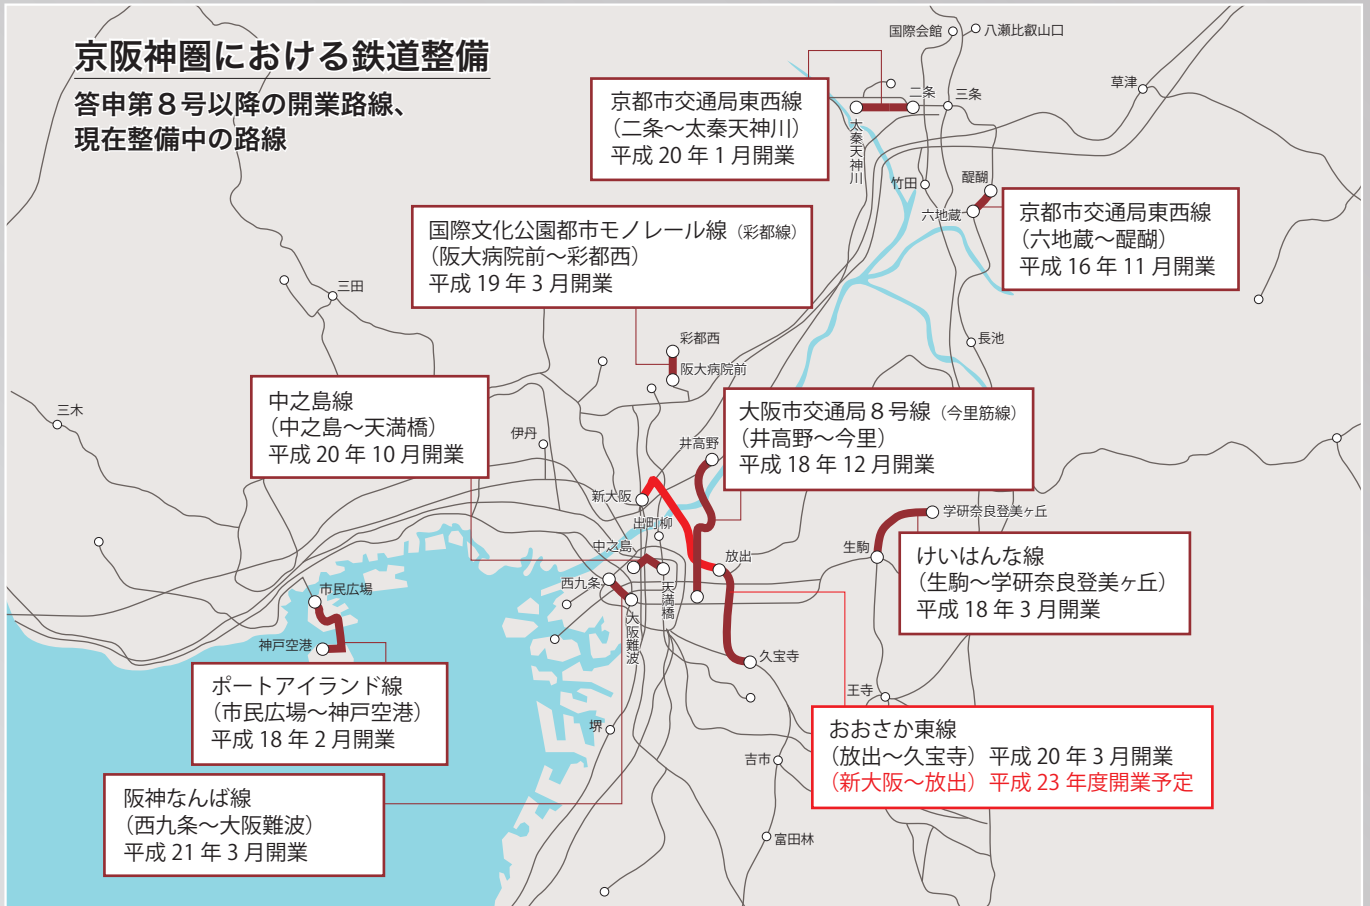 京阪神圏における鉄道整備
答申第８号以降の開業路線、
現在整備中の路線
国際会館
八瀬比叡山口
草津
京都市交通局東西線
（二条～太秦天神川）
平成 20 年 1 月開業
二条
三条
太秦天神川
竹田
醍醐
六地蔵
京都市交通局東西線
（六地蔵～醍醐）
平成 16 年 11 月開業
国際文化公園都市モノレール線（彩都線）
（阪大病院前～彩都西）
平成 19 年 3 月開業
三田
彩都西
阪大病院前
長池
中之島線
（中之島～天満橋）
平成 20 年 10 月開業
大阪市交通局８号線（今里筋線）
（井高野～今里）
平成 18 年 12 月開業
三木
伊丹
井高野
新大阪
出町柳
中之島
放出
西九条
天満橋
大阪難波
生駒
学研奈良登美ヶ丘
けいはんな線
（生駒～学研奈良登美ヶ丘）
平成 18 年 3 月開業
市民広場
神戸空港
久宝寺
王寺
ポートアイランド線
（市民広場～神戸空港）
平成 18 年 2 月開業
おおさか東線
（放出～久宝寺）平成 20 年 3 月開業
（新大阪～放出）平成 23 年度開業予定
堺
吉市
富田林
阪神なんば線
（西九条～大阪難波）
平成 21 年 3 月開業